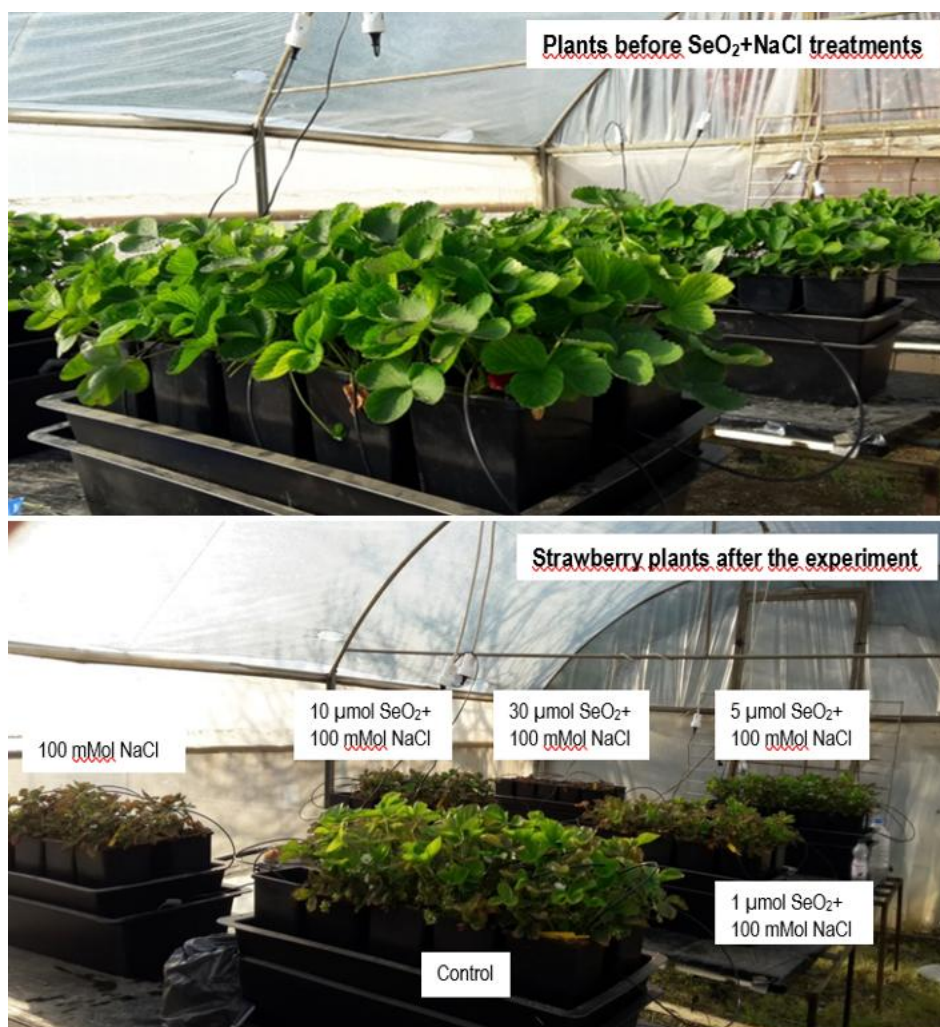 Plants before SeO₂+NaCl treatments
Strawberry plants after the experiment
10 µmol SeO₂+
100 mMol NaCl
30 µmol SeO₂+
100 mMol NaCl
5 µmol SeO₂+
100 mMol NaCl
100 mMol NaCl
1 µmol SeO₂+
100 mMol NaCl
Control